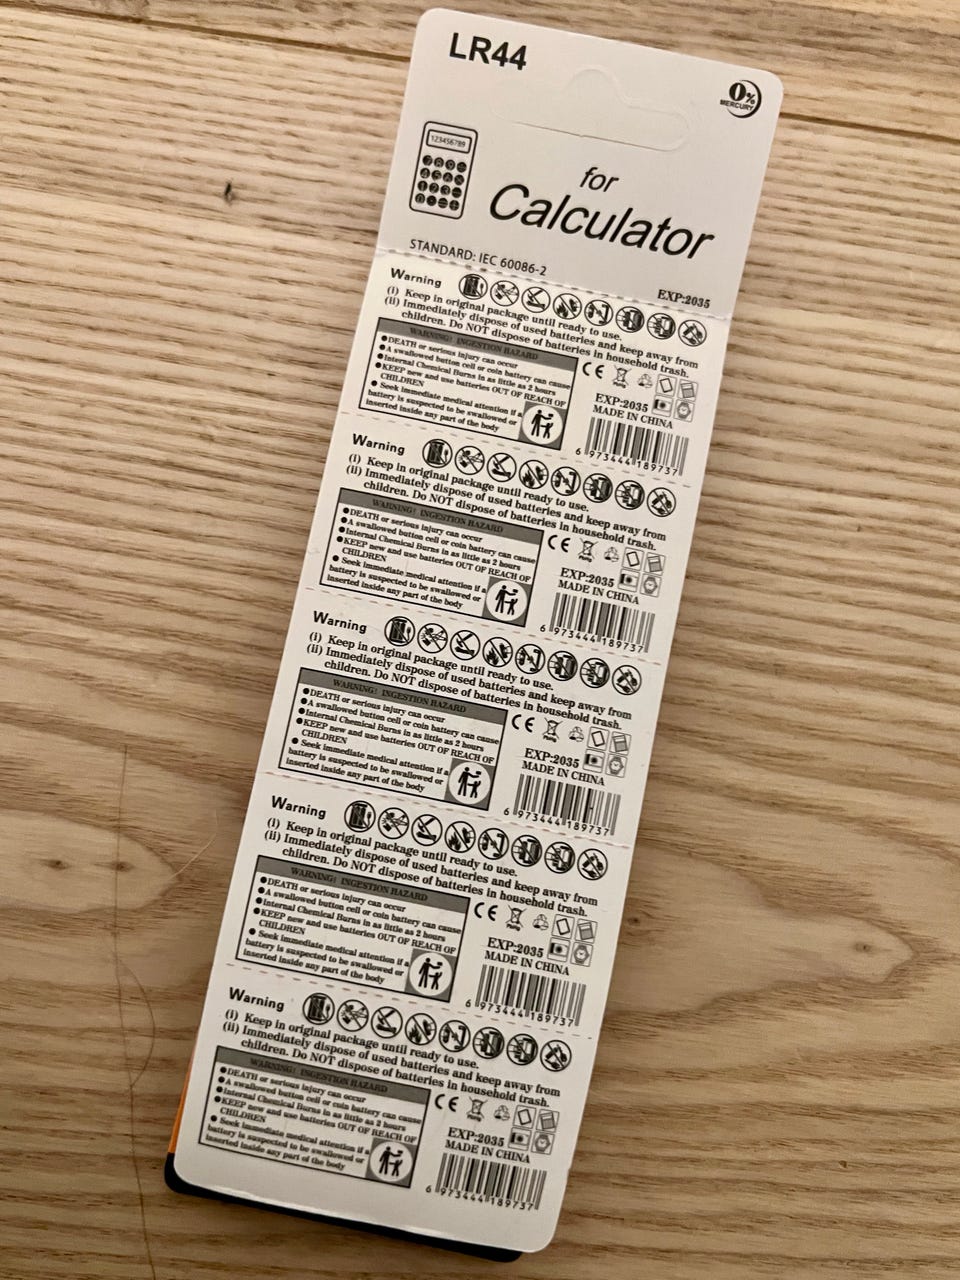 LR44
0%
MERCURY
123456789
for
Calculator
STANDARD: IEC 60086-2
EXP:2035
Warning
(i) Keep in original package until ready to use.
(ii) Immediately dispose of used batteries and keep away from
children. Do NOT dispose of batteries in household trash.
WARNING! INGESTION HAZARD
●DEATH or serious injury can occur
●A swallowed button cell or coin battery can cause
●Internal Chemical Burns in as little as 2 hours
●KEEP new and use batteries OUT OF REACH OF
CHILDREN
● Seek immediate medical attention if a
battery is suspected to be swallowed or
inserted inside any part of the body
CE
EXP:2035
MADE IN CHINA
6 973444 189737
Warning
(i) Keep in original package until ready to use.
(ii) Immediately dispose of used batteries and keep away from
children. Do NOT dispose of batteries in household trash.
WARNING! INGESTION HAZARD
●DEATH or serious injury can occur
●A swallowed button cell or coin battery can cause
●Internal Chemical Burns in as little as 2 hours
●KEEP new and use batteries OUT OF REACH OF
CHILDREN
● Seek immediate medical attention if a
battery is suspected to be swallowed or
inserted inside any part of the body
CE
EXP:2035
MADE IN CHINA
6 973444 189737
Warning
(i) Keep in original package until ready to use.
(ii) Immediately dispose of used batteries and keep away from
children. Do NOT dispose of batteries in household trash.
WARNING! INGESTION HAZARD
●DEATH or serious injury can occur
●A swallowed button cell or coin battery can cause
●Internal Chemical Burns in as little as 2 hours
●KEEP new and use batteries OUT OF REACH OF
CHILDREN
● Seek immediate medical attention if a
battery is suspected to be swallowed or
inserted inside any part of the body
CE
EXP:2035
MADE IN CHINA
6 973444 189737
Warning
(i) Keep in original package until ready to use.
(ii) Immediately dispose of used batteries and keep away from
children. Do NOT dispose of batteries in household trash.
WARNING! INGESTION HAZARD
●DEATH or serious injury can occur
●A swallowed button cell or coin battery can cause
●Internal Chemical Burns in as little as 2 hours
●KEEP new and use batteries OUT OF REACH OF
CHILDREN
● Seek immediate medical attention if a
battery is suspected to be swallowed or
inserted inside any part of the body
CE
EXP:2035
MADE IN CHINA
6 973444 189737
Warning
(i) Keep in original package until ready to use.
(ii) Immediately dispose of used batteries and keep away from
children. Do NOT dispose of batteries in household trash.
WARNING! INGESTION HAZARD
●DEATH or serious injury can occur
●A swallowed button cell or coin battery can cause
●Internal Chemical Burns in as little as 2 hours
●KEEP new and use batteries OUT OF REACH OF
CHILDREN
● Seek immediate medical attention if a
battery is suspected to be swallowed or
inserted inside any part of the body
CE
EXP:2035
MADE IN CHINA
6 973444 189737